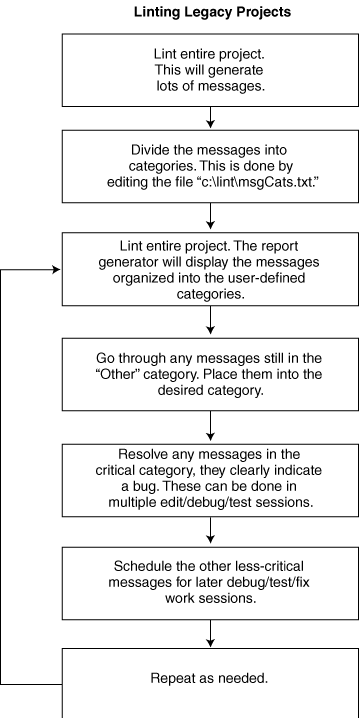 Linting Legacy Projects
Lint entire project.
This will generate
lots of messages.
Divide the messages into
categories. This is done by
editing the file “c:\lint\msgCats.txt.”
Lint entire project. The report
generator will display the messages
organized into the user-defined
categories.
Go through any messages still in the
“Other” category. Place them into the
desired category.
Resolve any messages in the
critical category, they clearly indicate
a bug. These can be done in
multiple edit/debug/test sessions.
Schedule the other less-critical
messages for later debug/test/fix
work sessions.
Repeat as needed.